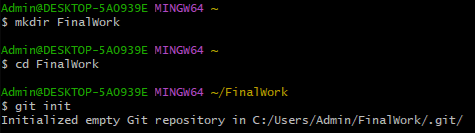 Admin@DESKTOP-5A0939E MINGW64 ~
$ mkdir FinalWork
Admin@DESKTOP-5A0939E MINGW64 ~
$ cd FinalWork
Admin@DESKTOP-5A0939E MINGW64 ~/FinalWork
$ git init
Initialized empty Git repository in C:/Users/Admin/FinalWork/.git/